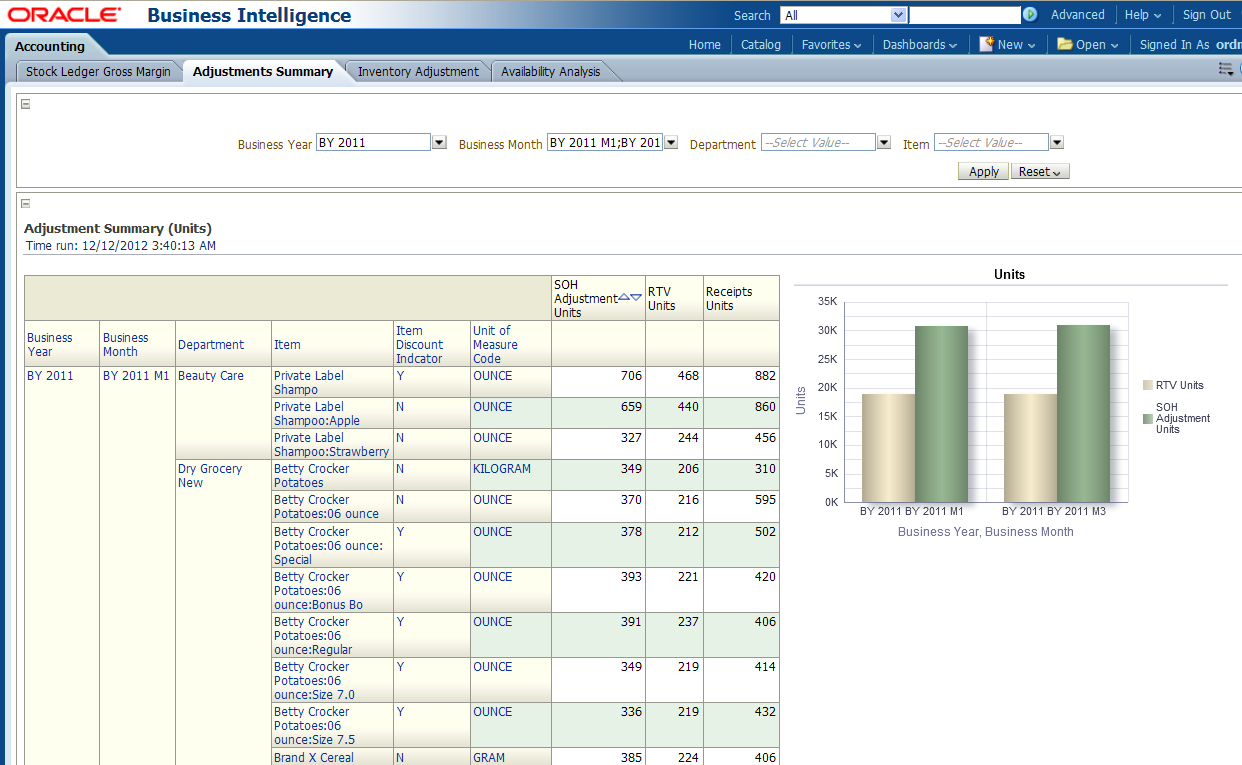 ORACLE Business Intelligence
Search All Advanced Help Sign Out
Accounting
Home Catalog Favorites Dashboards New Open Signed In As
Stock Ledger Gross Margin Adjustments Summary Inventory Adjustment Availability Analysis
Business Year BY 2011 Business Month BY 2011 M1;BY 201 Department --Select Value-- Item --Select Value--
Apply Reset
Adjustment Summary (Units)
Time run: 12/12/2012 3:40:13 AM
SOH
Adjustment
Units
RTV
Units
Receipts
Units
Business
Year
Business
Month
Department
Item
Item
Discount
Indcator
Unit of
Measure
Code
BY 2011 BY 2011 M1 Beauty Care
Private Label
Shampo
Y OUNCE 706 468 882
Private Label
Shampoo:Apple
N OUNCE 659 440 860
Private Label
Shampoo:Strawberry
N OUNCE 327 244 456
Dry Grocery
New
Betty Crocker
Potatoes
N KILOGRAM 349 206 310
Betty Crocker
Potatoes:06 ounce
N OUNCE 370 216 595
Betty Crocker
Potatoes:06 ounce:
Special
Y OUNCE 378 212 502
Betty Crocker
Potatoes:06
ounce:Bonus Bo
Y OUNCE 393 221 420
Betty Crocker
Potatoes:06
ounce:Regular
Y OUNCE 391 237 406
Betty Crocker
Potatoes:06
ounce:Size 7.0
Y OUNCE 349 219 414
Betty Crocker
Potatoes:06
ounce:Size 7.5
Y OUNCE 336 219 432
Brand X Cereal N GRAM 385 224 406
Units
35K
30K
25K
20K
15K
10K
5K
0K
Units
BY 2011 BY 2011 M1 BY 2011 BY 2011 M3
Business Year, Business Month
RTV Units
SOH
Adjustment
Units